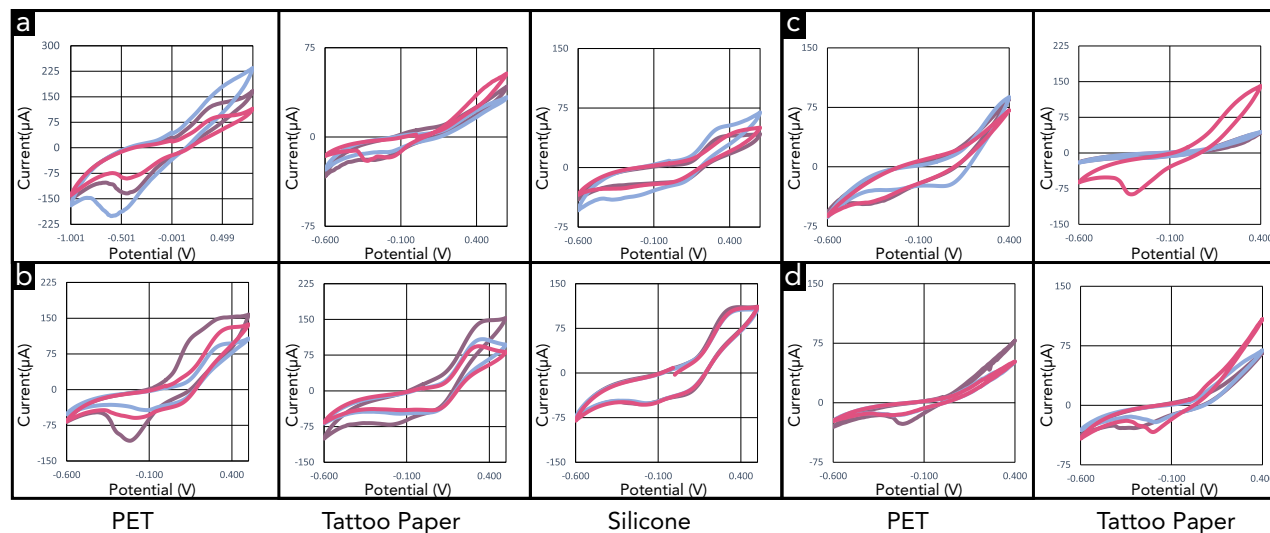 a
300
225
150
75
0
-75
-150
-225
-1.001
-0.501
-0.001
0.499
Current(µA)
Potential (V)
75
0
-75
-0.600
-0.100
0.400
Current(µA)
Potential (V)
150
75
0
-75
-0.600
-0.100
0.400
Current(µA)
Potential (V)
c
150
75
0
-75
-0.600
-0.100
0.400
Current(µA)
Potential (V)
225
150
75
0
-75
-150
-0.600
-0.100
0.400
Current(µA)
Potential (V)
b
225
150
75
0
-75
-150
-0.600
-0.100
0.400
Current(µA)
Potential (V)
225
150
75
0
-75
-150
-0.600
-0.100
0.400
Current(µA)
Potential (V)
150
75
0
-75
-150
-0.600
-0.100
0.400
Current(µA)
Potential (V)
d
150
75
0
-75
-0.600
-0.100
0.400
Current(µA)
Potential (V)
150
75
0
-75
-0.600
-0.100
0.400
Current(µA)
Potential (V)
PET
Tattoo Paper
Silicone
PET
Tattoo Paper